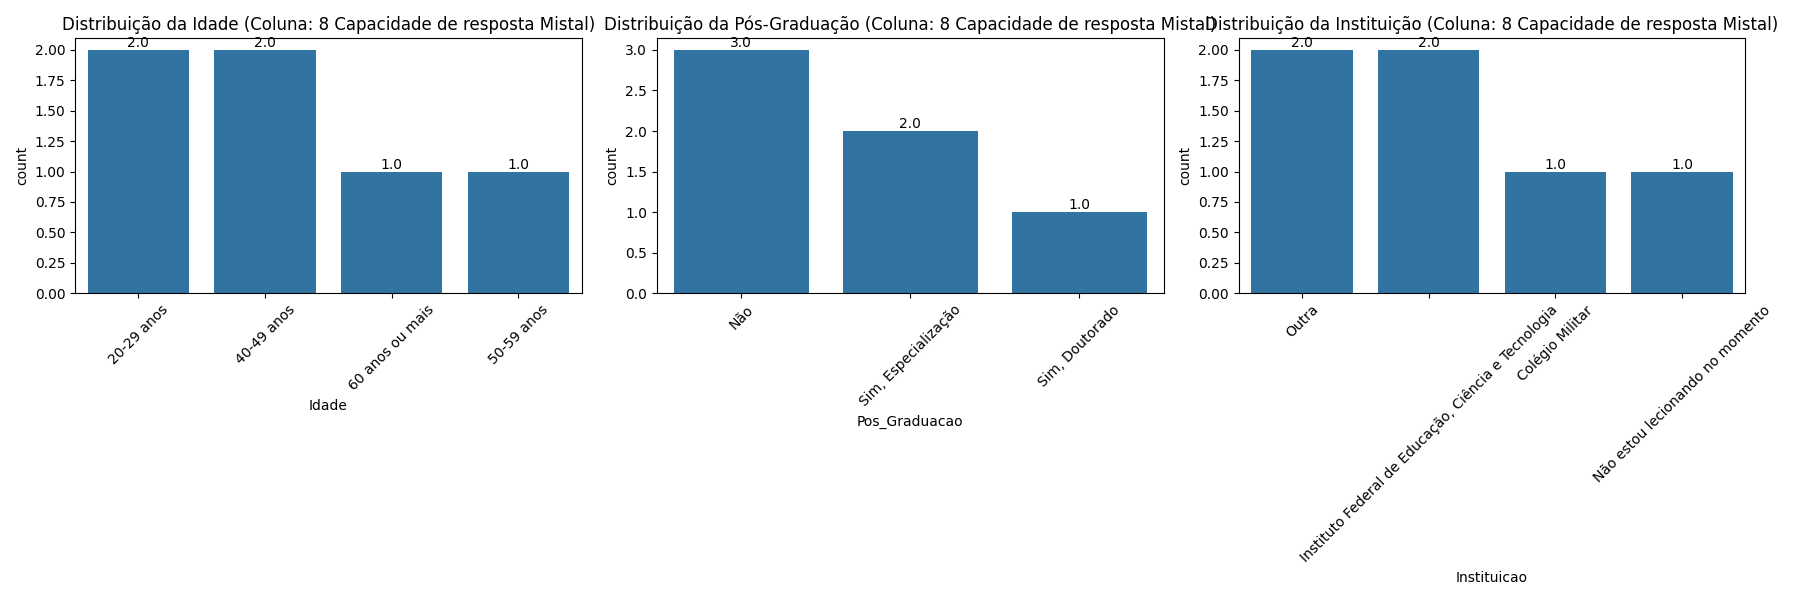 Distribuição da Idade (Coluna: 8 Capacidade de resposta Mistal)
2.00
1.75
1.50
1.25
1.00
0.75
0.50
0.25
0.00
count
2.0
2.0
1.0
1.0
20-29 anos
40-49 anos
60 anos ou mais
50-59 anos
Idade
Distribuição da Pós-Graduação (Coluna: 8 Capacidade de resposta Mistal)
3.0
2.5
2.0
1.5
1.0
0.5
0.0
count
3.0
2.0
1.0
Não
Sim, Especialização
Sim, Doutorado
Pos_Graduacao
Distribuição da Instituição (Coluna: 8 Capacidade de resposta Mistal)
2.00
1.75
1.50
1.25
1.00
0.75
0.50
0.25
0.00
count
2.0
2.0
1.0
1.0
Outra
Instituto Federal de Educação, Ciência e Tecnologia
Colégio Militar
Não estou lecionando no momento
Instituicao